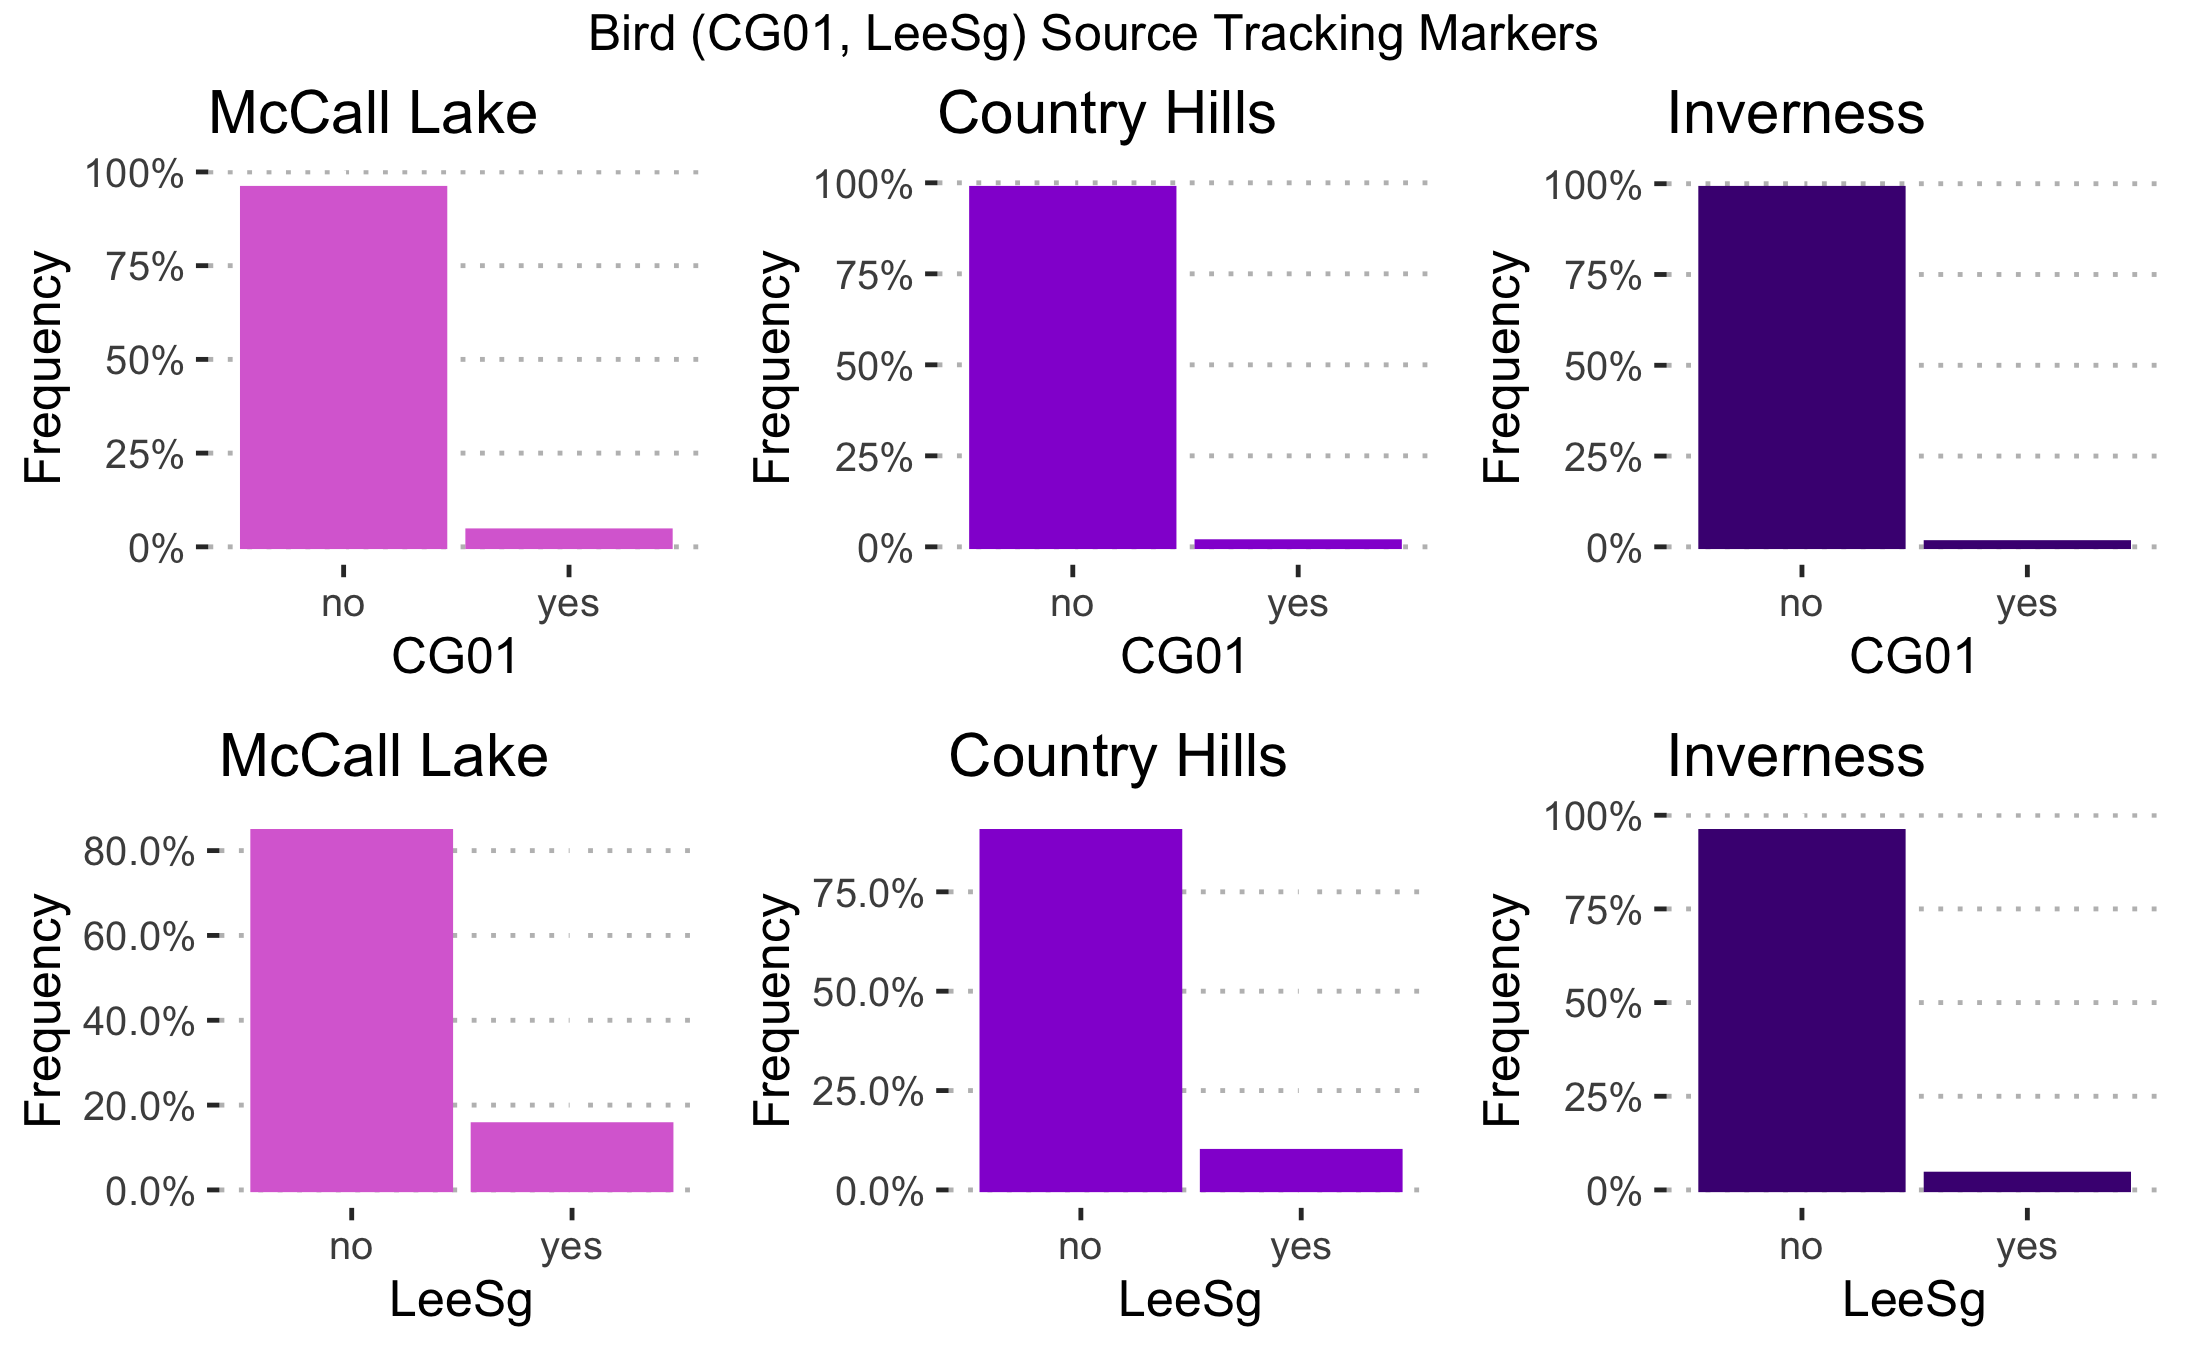 Bird (CG01, LeeSg) Source Tracking Markers
McCall Lake
Country Hills
Inverness
100%
75%
50%
25%
0%
Frequency
no
yes
CG01
100%
75%
50%
25%
0%
Frequency
no
yes
CG01
100%
75%
50%
25%
0%
Frequency
no
yes
CG01
McCall Lake
Country Hills
Inverness
80.0%
60.0%
40.0%
20.0%
0.0%
Frequency
no
yes
LeeSg
75.0%
50.0%
25.0%
0.0%
Frequency
no
yes
LeeSg
100%
75%
50%
25%
0%
Frequency
no
yes
LeeSg